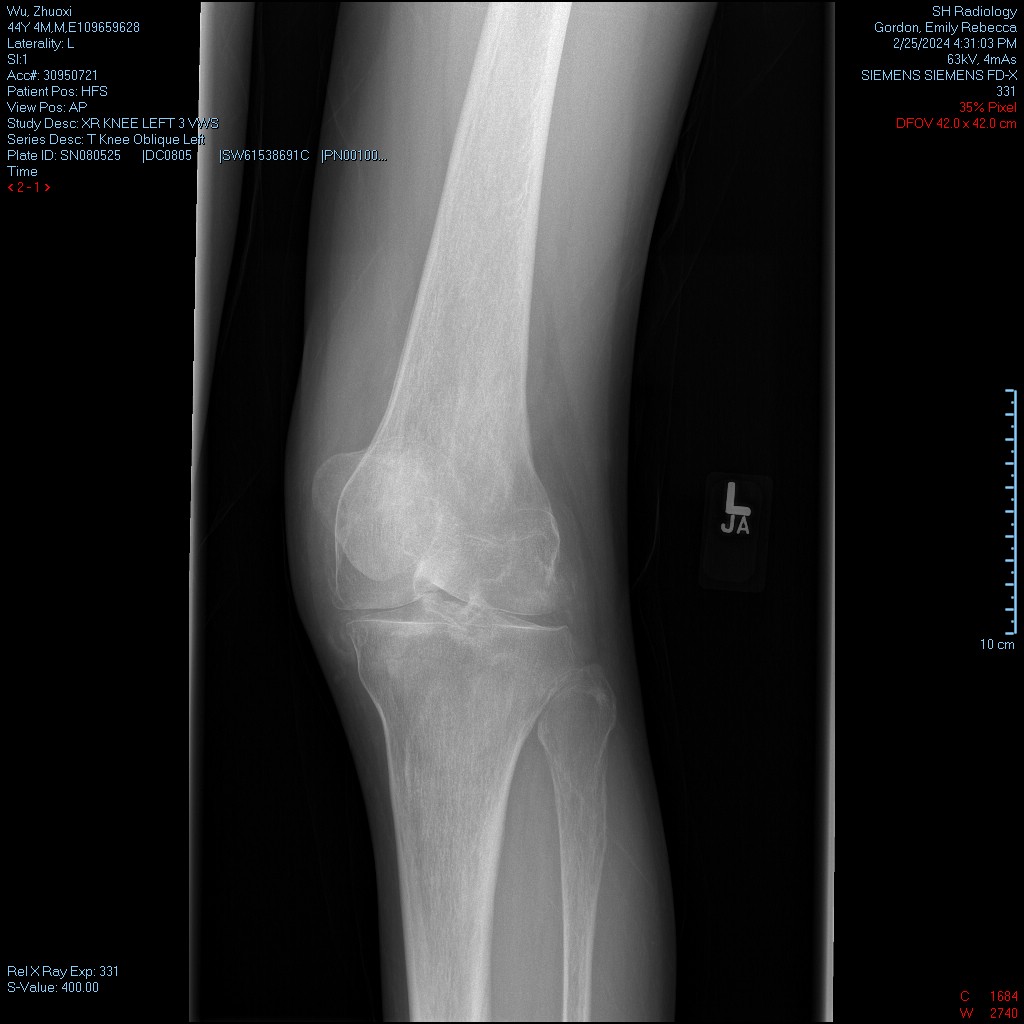 Wu, Zhuoxi
44Y 4M,M,E109659628
Laterality: L
SI:1
Acc#: 30950721
Patient Pos: HFS
View Pos: AP
Study Desc: XR KNEE LEFT 3 VWS
Series Desc: T Knee Oblique Left
Plate ID: SN080525 |DC0805 |SW61538691C |PN00100...
Time
< 2 - 1 >
SH Radiology
Gordon, Emily Rebecca
2/25/2024 4:31:03 PM
63kV, 4mAs
SIEMENS SIEMENS FD-X
331
35% Pixel
DFOV 42.0 x 42.0 cm
L
JA
10 cm
Rel X Ray Exp: 331
S-Value: 400.00
C 1684
W 2740